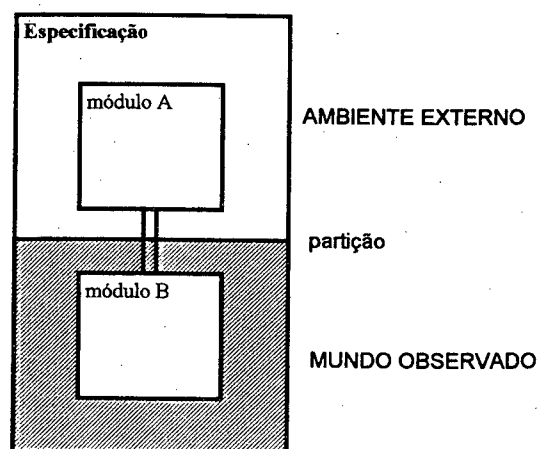 Especificação
módulo A
AMBIENTE EXTERNO
partição
módulo B
MUNDO OBSERVADO